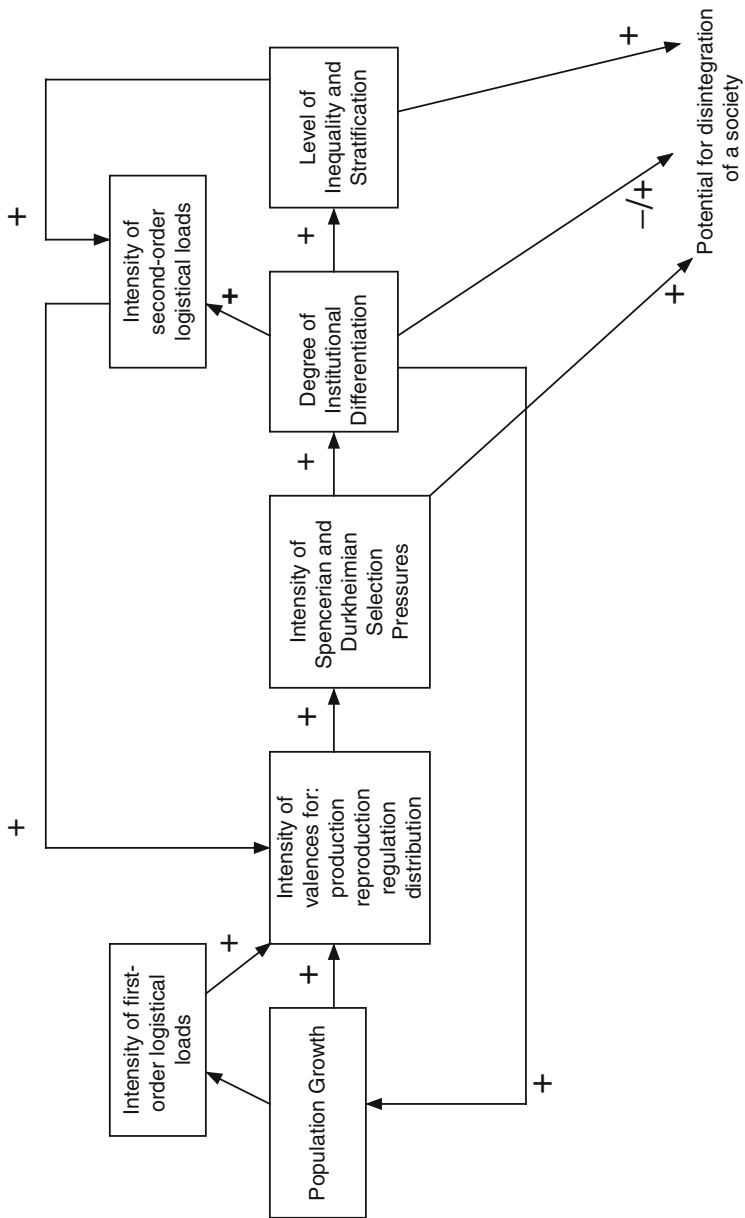 Intensity of first-
order logistical
loads
Population Growth
Intensity of
valences for:
production
reproduction
regulation
distribution
Intensity of
Spencerian and
Durkheimian
Selection
Pressures
Degree of
Institutional
Differentiation
Intensity of
second-order
logistical loads
Level of
Inequality and
Stratification
Potential for disintegration
of a society
+
+
+
+
+
+
+
+
+
+
+
−/+
+